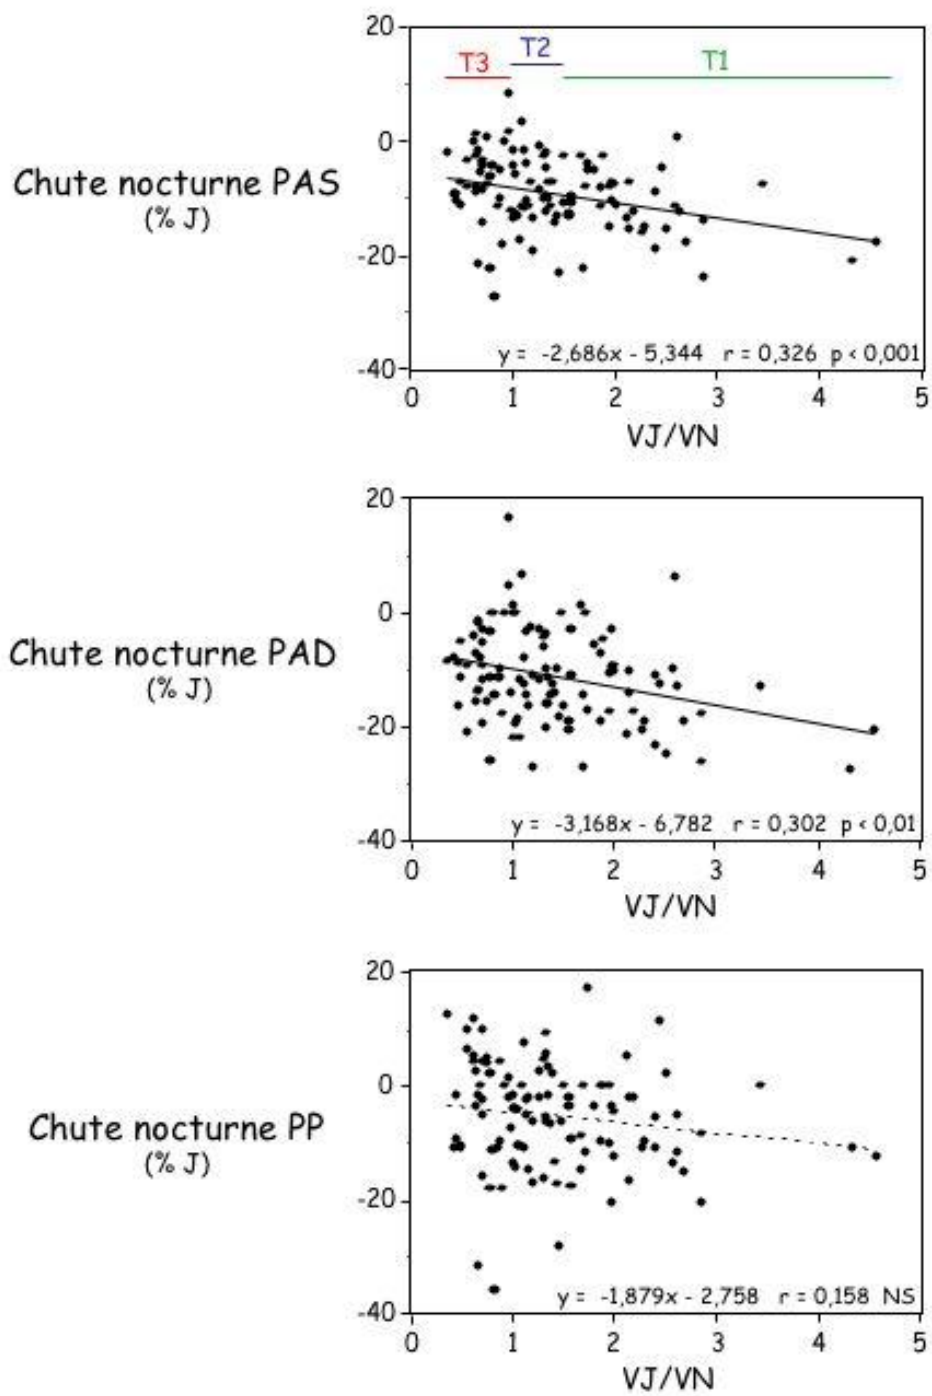 20
T3
T2
T1
0
Chute nocturne PAS
(% J)
-20
y = -2,686x - 5,344 r = 0,326 p < 0,001
-40
0 1 2 3 4 5
VJ/VN
20
0
Chute nocturne PAD
(% J)
-20
y = -3,168x - 6,782 r = 0,302 p < 0,01
-40
0 1 2 3 4 5
VJ/VN
20
0
Chute nocturne PP
(% J)
-20
y = -1,879x - 2,758 r = 0,158 NS
-40
0 1 2 3 4 5
VJ/VN